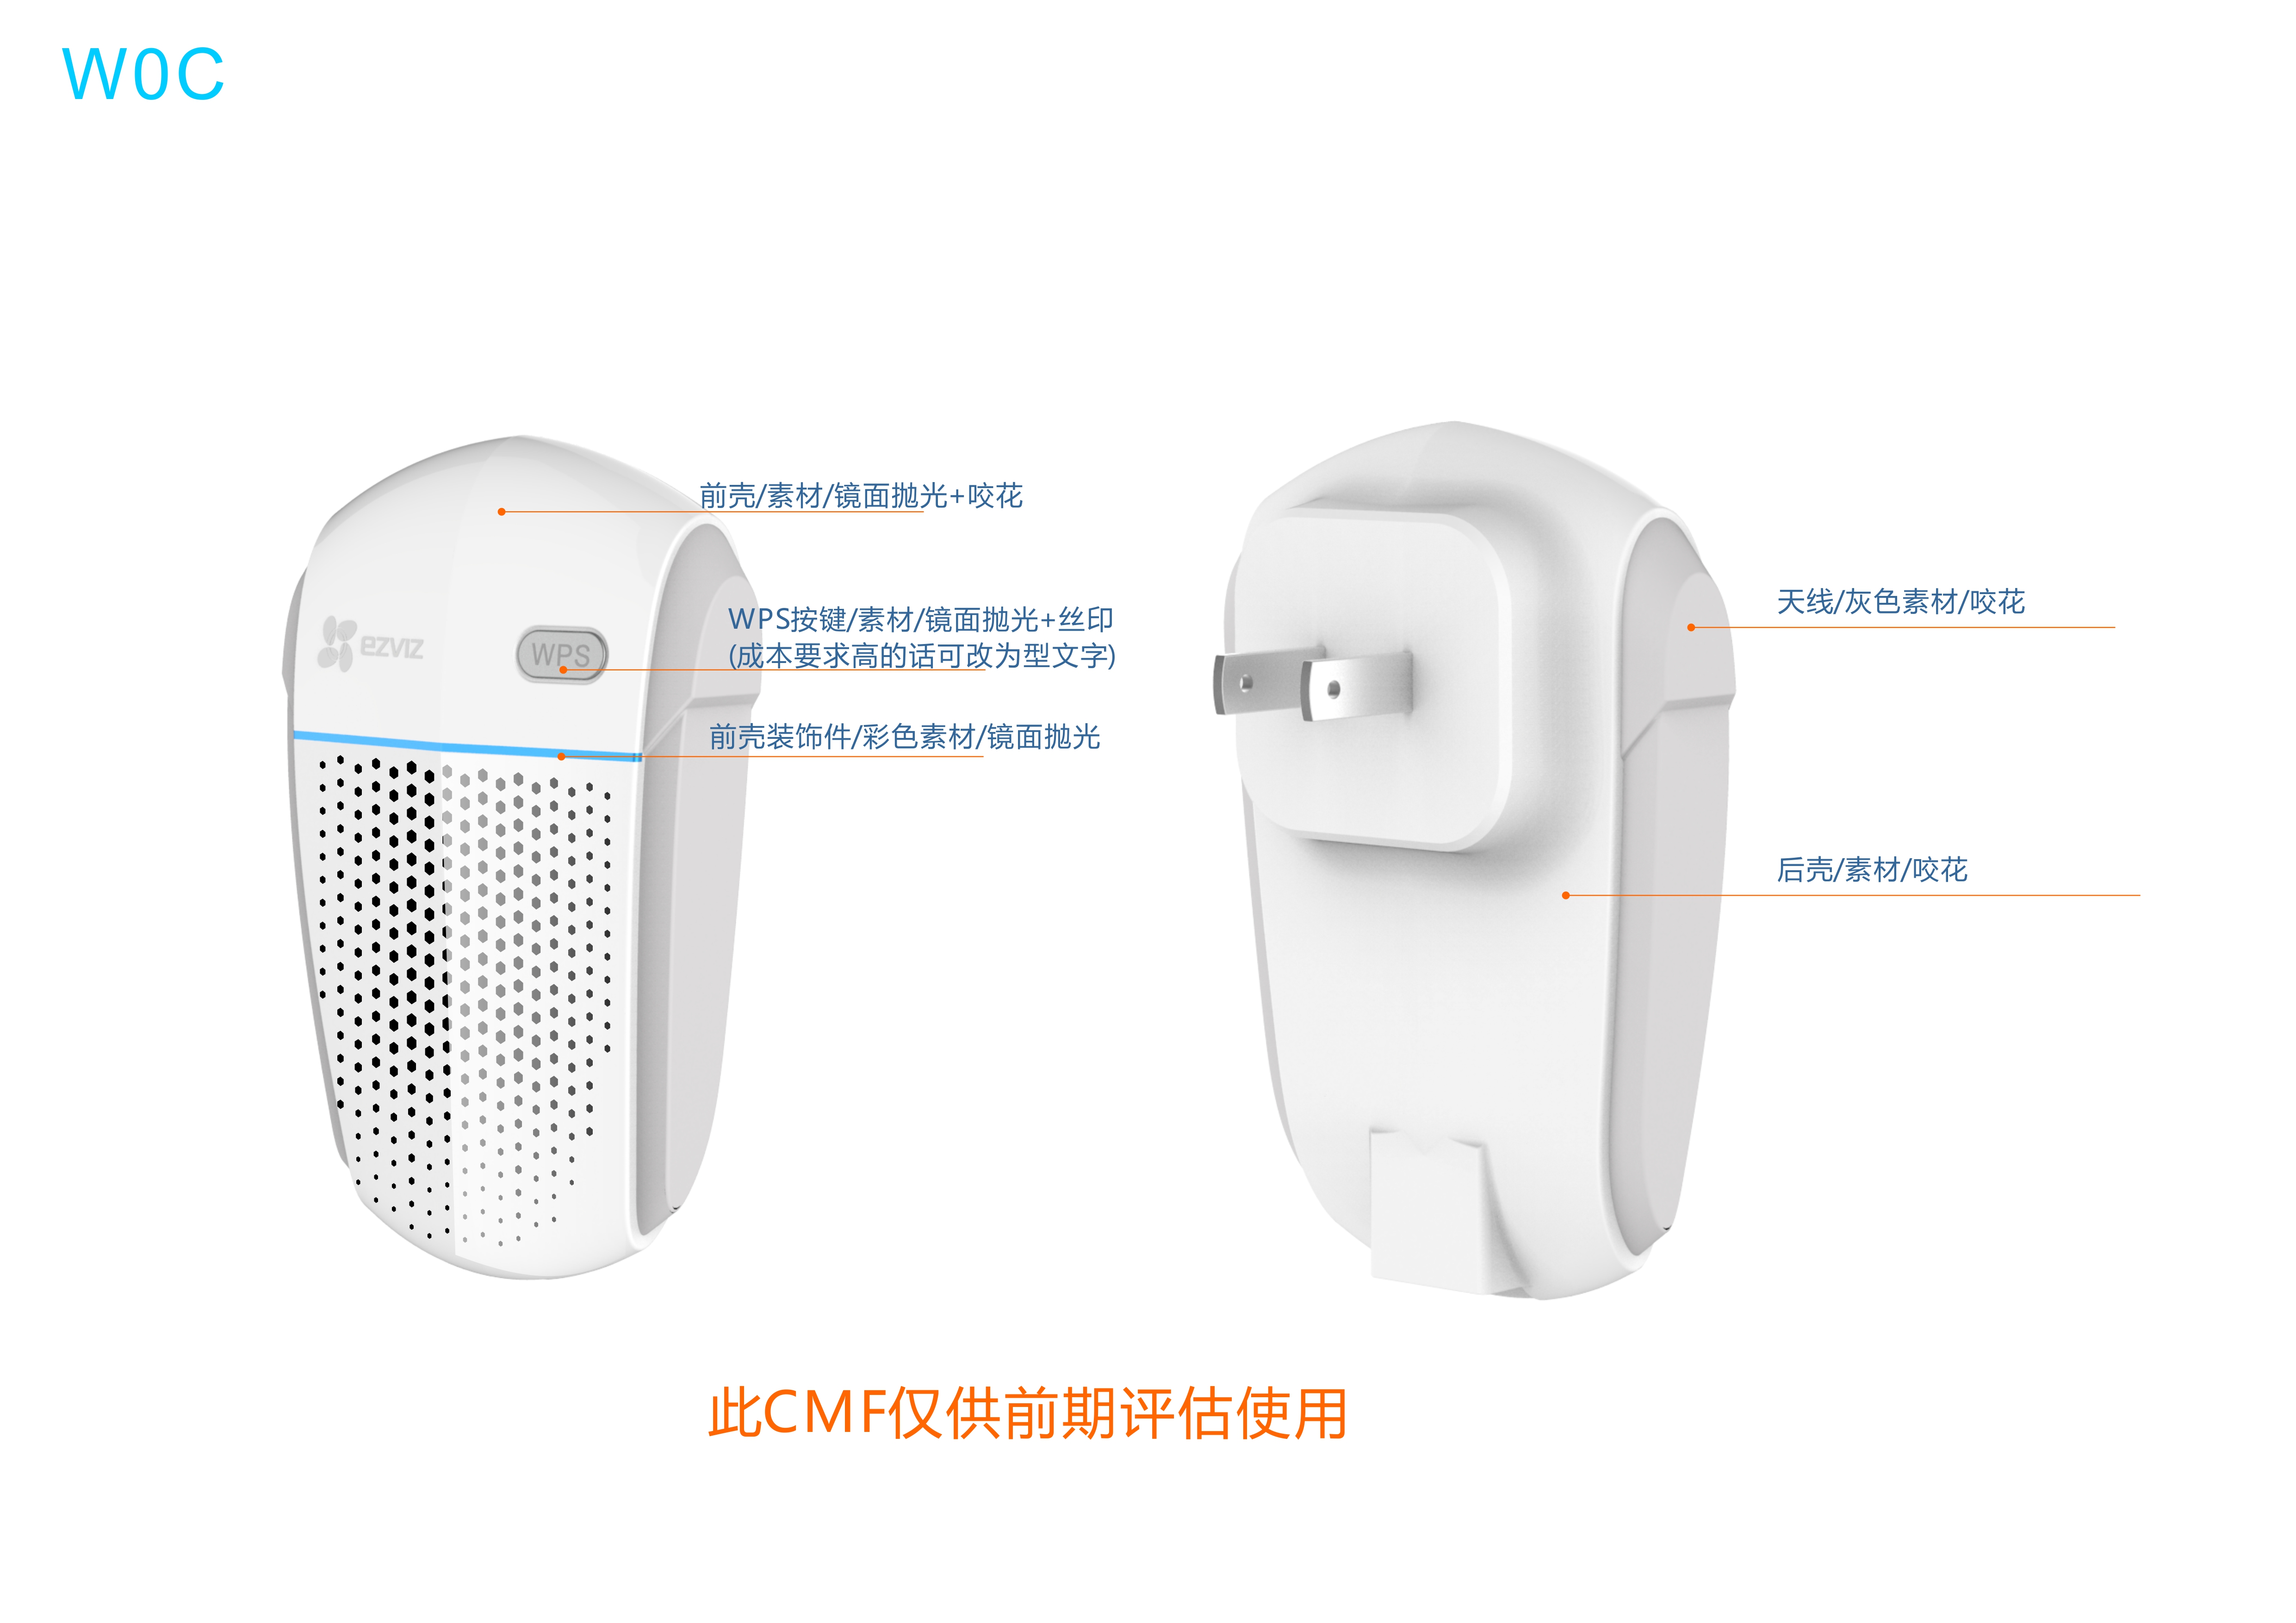 W0C
前壳/素材/镜面抛光+咬花
WPS按键/素材/镜面抛光+丝印
(成本要求高的话可改为型文字)
前壳装饰件/彩色素材/镜面抛光
ezviz
WPS
天线/灰色素材/咬花
后壳/素材/咬花
此CMF仅供前期评估使用